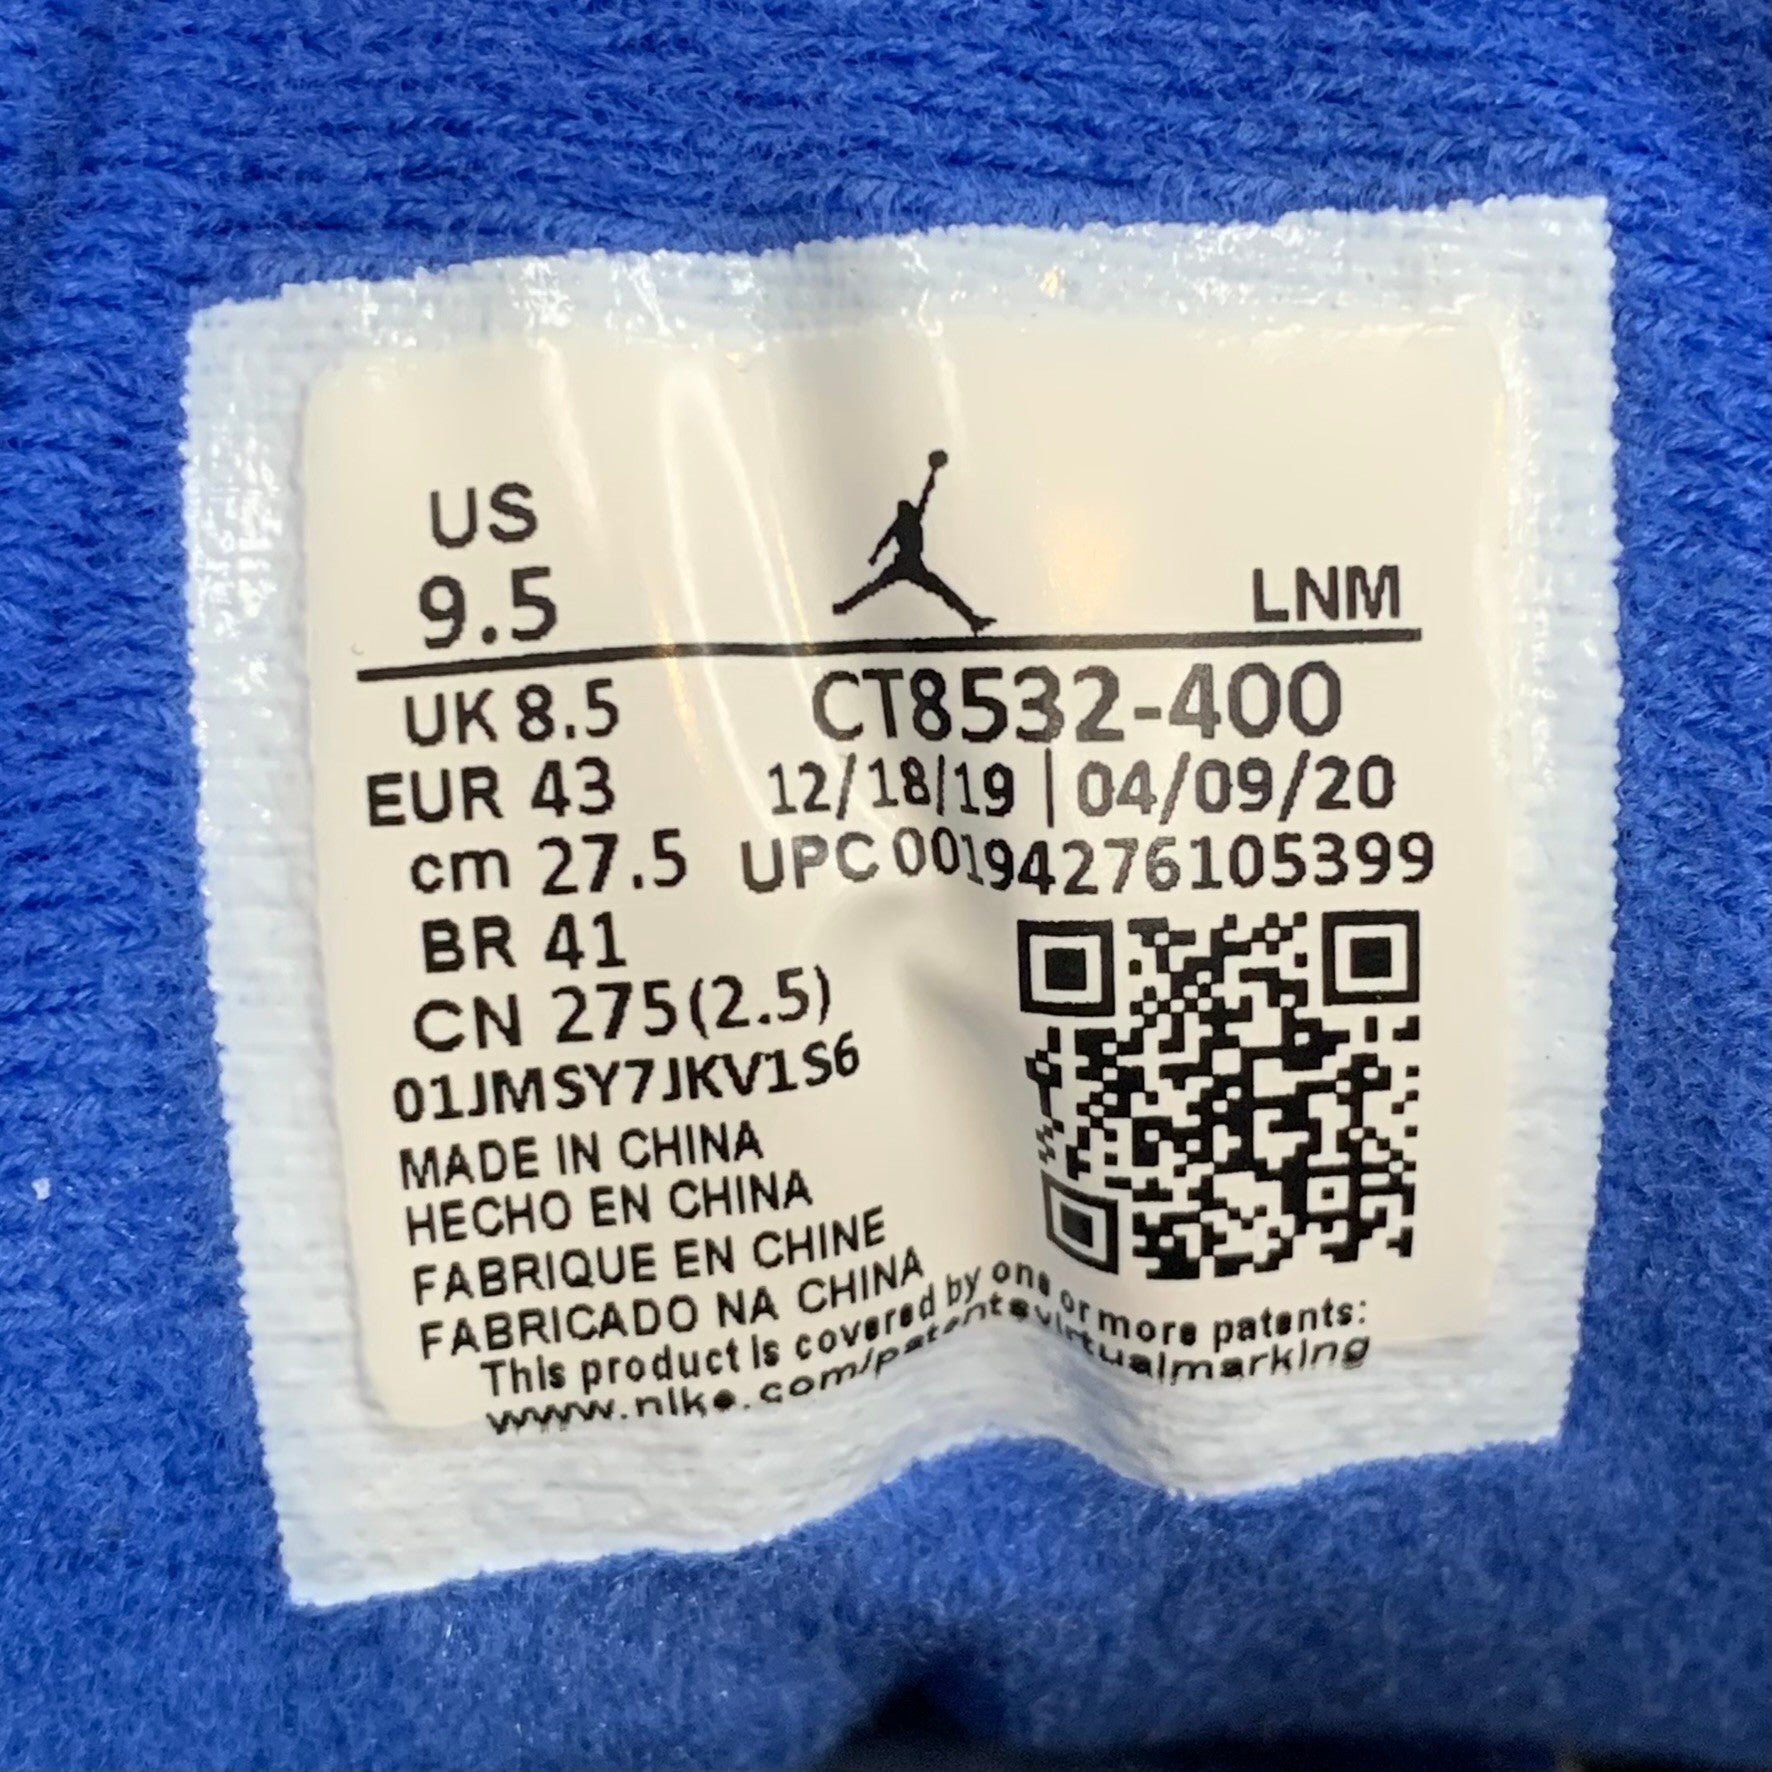 US
9.5
LNM
UK 8.5
CT8532-400
EUR 43
12/18/19 | 04/09/20
cm 27.5
UPC 00194276105399
BR 41
CN 275(2.5)
01JMSY7JKV1S6
MADE IN CHINA
HECHO EN CHINA
FABRIQUE EN CHINE
FABRICADO NA CHINA
This product is covered by one or more patents:
www.nike.com/patentsvirtualmarking